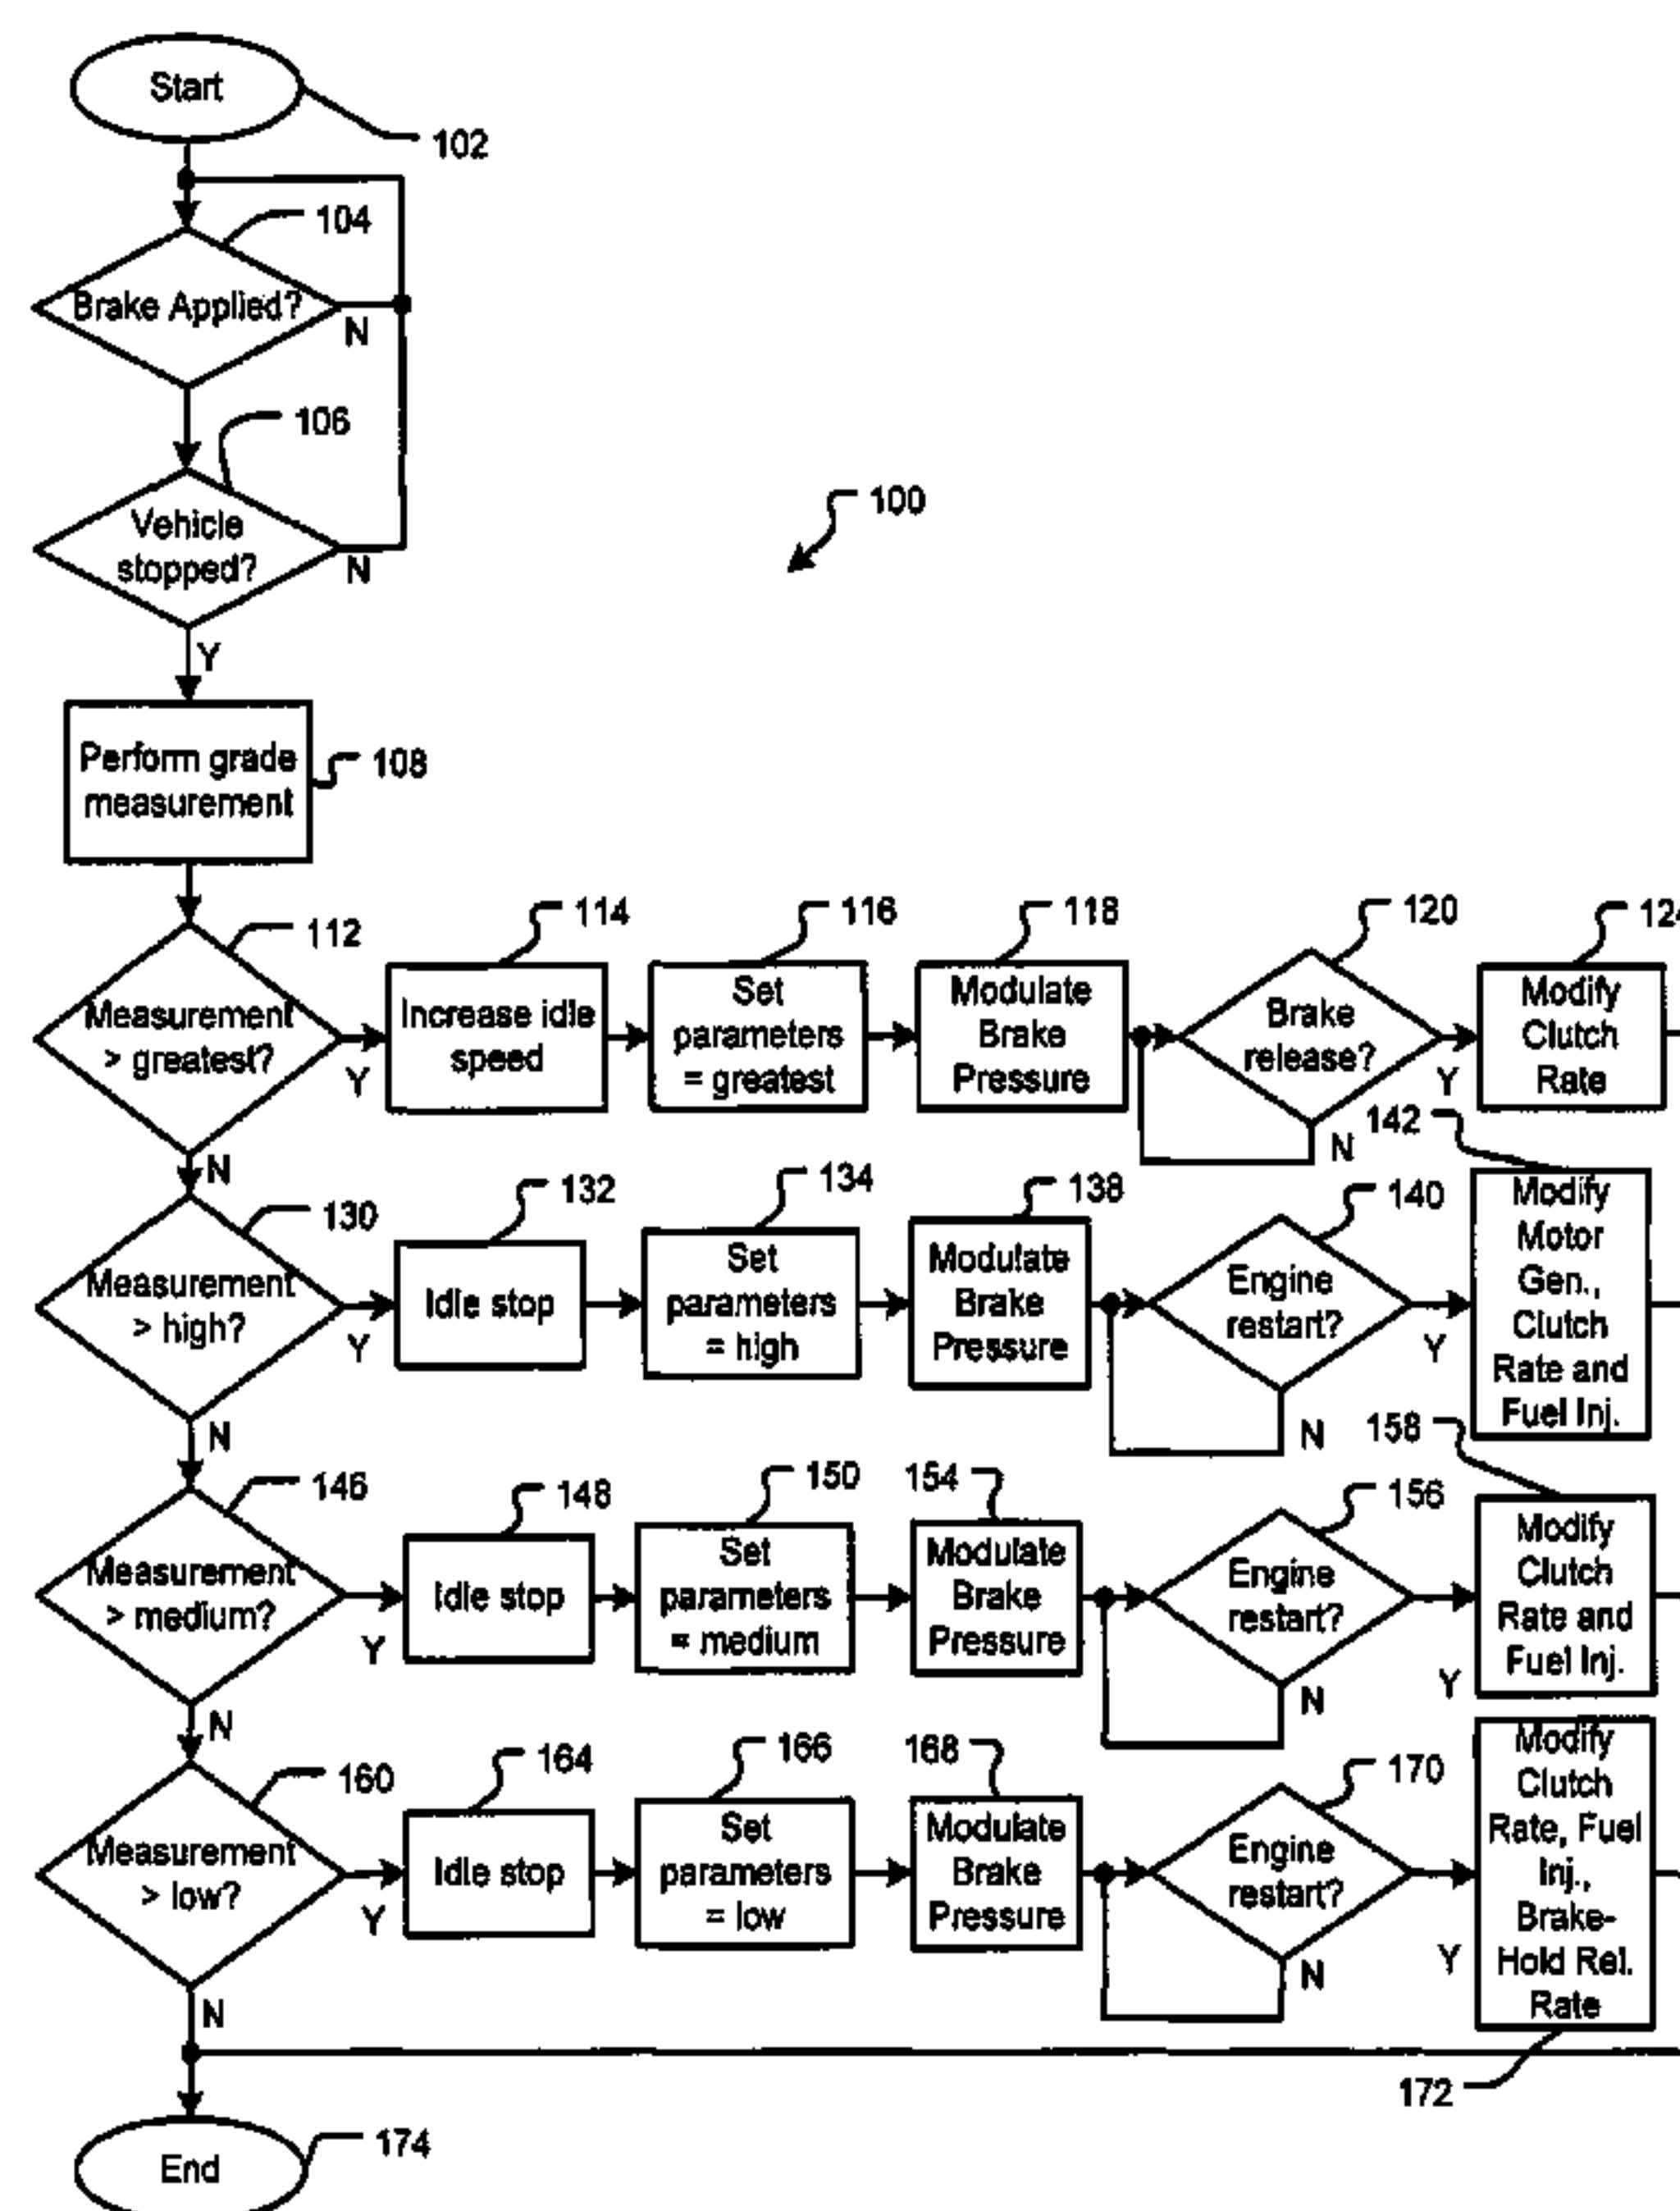 Start
102
104
Brake Applied?
N
106
Vehicle
stopped?
N
100
Y
Perform grade
measurement
108
112
Measurement
> greatest?
Y
N
114
Increase idle
speed
116
Set
parameters
= greatest
118
Modulate
Brake
Pressure
120
Brake
release?
Y
N
124
Modify
Clutch
Rate
130
Measurement
> high?
Y
N
132
Idle stop
134
Set
parameters
= high
138
Modulate
Brake
Pressure
140
Engine
restart?
Y
N
142
Modify
Motor
Gen.,
Clutch
Rate and
Fuel Inj.
146
Measurement
> medium?
Y
N
148
Idle stop
150
Set
parameters
= medium
154
Modulate
Brake
Pressure
156
Engine
restart?
Y
N
158
Modify
Clutch
Rate and
Fuel Inj.
160
Measurement
> low?
Y
N
164
Idle stop
166
Set
parameters
= low
168
Modulate
Brake
Pressure
170
Engine
restart?
Y
N
Modify
Clutch
Rate, Fuel
Inj.,
Brake-
Hold Rel.
Rate
172
End
174